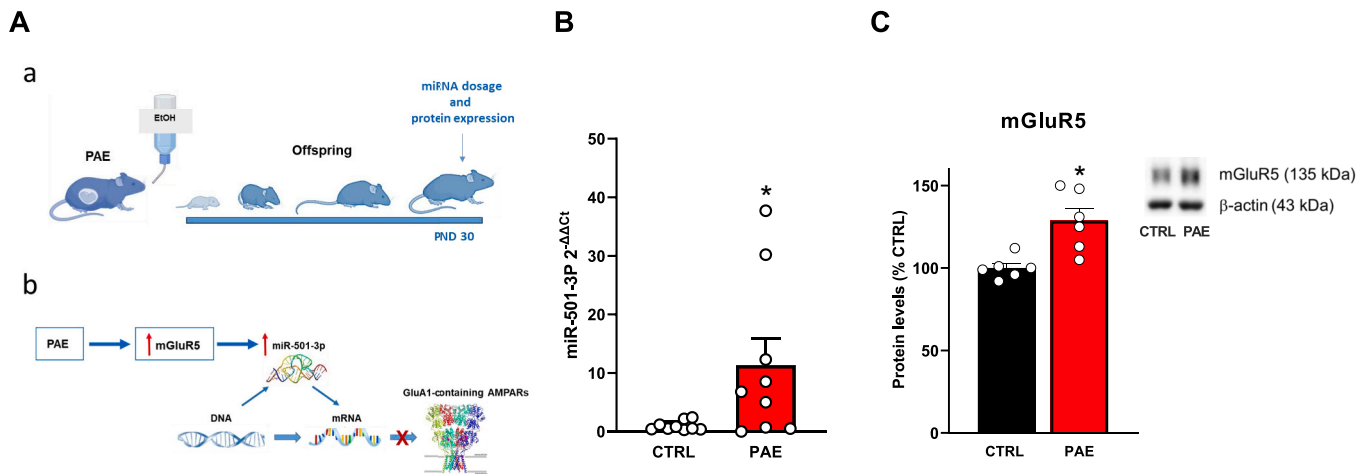 A
a
miRNA dosage
and
protein expression
EtOH
PAE
Offspring
PND 30
b
PAE
mGluR5
miR-501-3p
DNA
mRNA
GluA1-containing AMPARs
X
B
miR-501-3P 2-ΔΔCt
50
40
30
20
10
0
*
CTRL
PAE
C
mGluR5
Protein levels (% CTRL)
150
100
50
0
*
CTRL
PAE
mGluR5 (135 kDa)
β-actin (43 kDa)
CTRL PAE